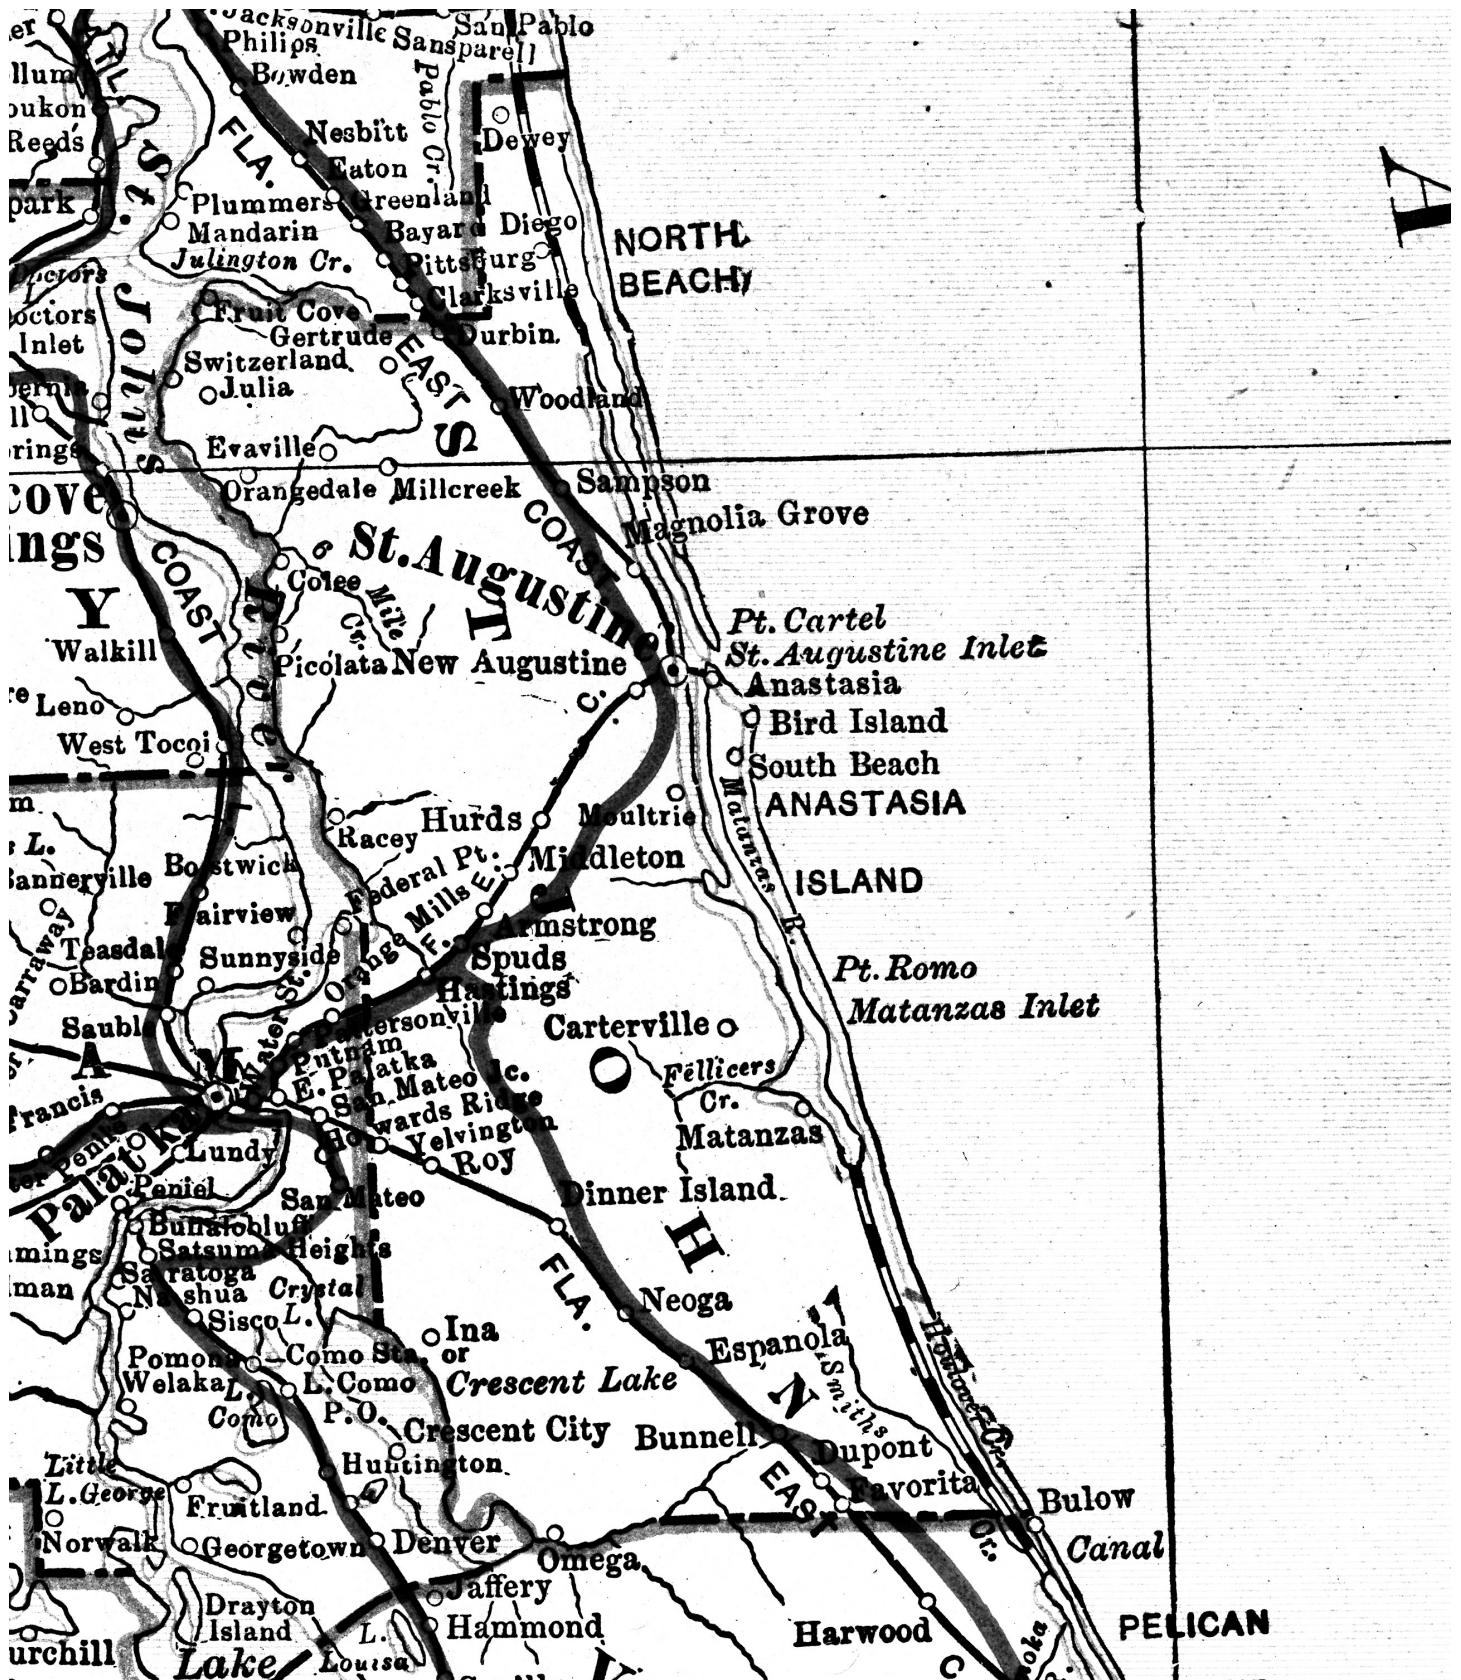 Jacksonville
San Pablo
Philips
Sansparell
Bowden
ATL.
Pablo Cr.
Nesbitt
Dewey
FLA.
Reed's
Eaton
St.
park
Plummers
Greenland
Mandarin
Bayard
Diego
NORTH
BEACH
Julington Cr.
Pittsburg
Doctors
Clarksville
Fruit Cove
Gertrude
Durbin.
Inlet
Johns
Switzerland
EAST
Julia
Woodland
S
Evaville
Orangedale
Millcreek
Sampson
COAST
Magnolia Grove
St. Augustine
COAST
Colee
6 Mile Cr.
Y
T
River
Pt. Cartel
St. Augustine Inlet
Walkill
Picolata
New Augustine
Anastasia
Leno
C.
Bird Island
West Tocoi
South Beach
ANASTASIA
Matanzas R.
L.
Hurds
Moultrie
Racey
L.
Bostwick
Federal Pt.
Middleton
ISLAND
Bannerville
E.
Fairview
Orange Mills
Armstrong
Teasdale
Sunnyside
F.
Spuds
Pt. Romo
Bardin
Hastings
Matanzas Inlet
Sauble
Pattersonville
Carterville
Water St.
Putnam
A
M
E. Palatka
O
Fellicers
Cr.
San Mateo Jc.
Francis
Howards Ridge
Matanzas
Yelvington
Palatka
Lundy
Roy
Peniel
San Mateo
Dinner Island
Buffalobluff
H
Satsuma Heights
Saratoga
Crystal
L.
Nashua
FLA.
Neoga
Sisco
Ina
or
Crescent Lake
Espanola
Pomona
Como Sta.
Welaka
L.
Como
L. Como
P.O.
N
Smiths
Cr.
Crescent City
Bunnell
Dupont
Huntington
EAST
Favorita
Little
L. George
Fruitland
Bulow
Norwalk
Georgetown
Denver
Omega
Canal
Jaffery
Drayton
Island
Hammond
Harwood
PELICAN
L.
Louisa
Lake
C